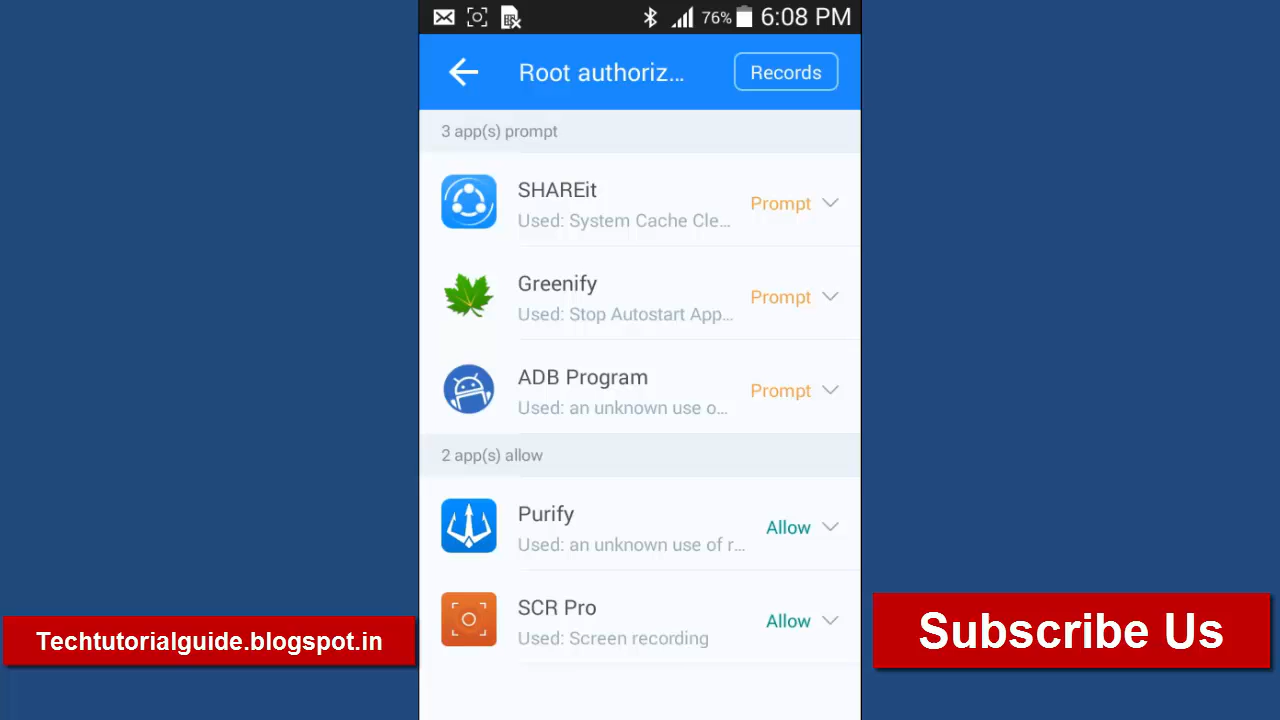 76% 6:08 PM
Root authoriz... Records
3 app(s) prompt
SHAREit
Used: System Cache Cle...
Prompt
Greenify
Used: Stop Autostart App...
Prompt
ADB Program
Used: an unknown use o...
Prompt
2 app(s) allow
Purify
Used: an unknown use of r...
Allow
SCR Pro
Used: Screen recording
Allow
Techtutorialguide.blogspot.in
Subscribe Us